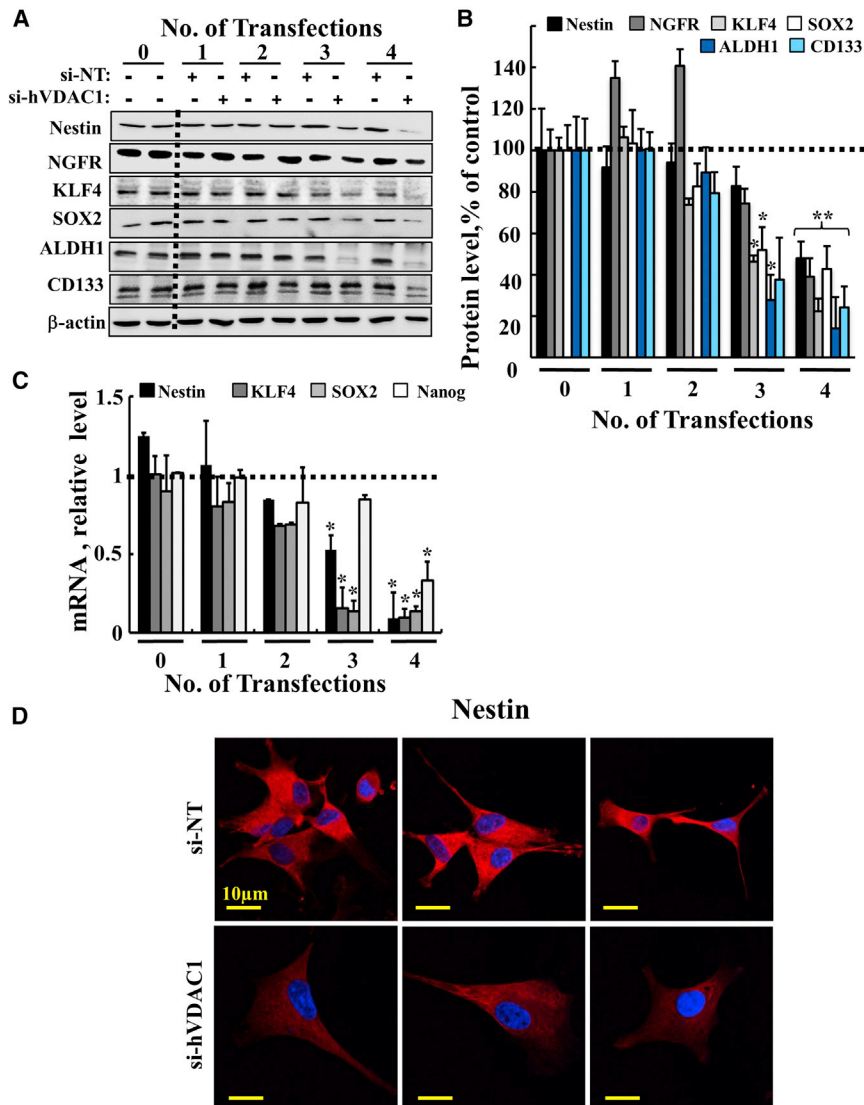 A
No. of Transfections
0 1 2 3 4
si-NT: - - + - + - + - + -
si-hVDAC1: - - - + - + - + - +
Nestin
NGFR
KLF4
SOX2
ALDH1
CD133
β-actin
B
Nestin NGFR KLF4 SOX2
ALDH1 CD133
Protein level,% of control
140
120
100
80
60
40
20
0
* * * **
0 1 2 3 4
No. of Transfections
C
Nestin KLF4 SOX2 Nanog
mRNA , relative level
1.5
1
0.5
0
* * * * * * *
0 1 2 3 4
No. of Transfections
D
Nestin
si-NT
10µm
si-hVDAC1